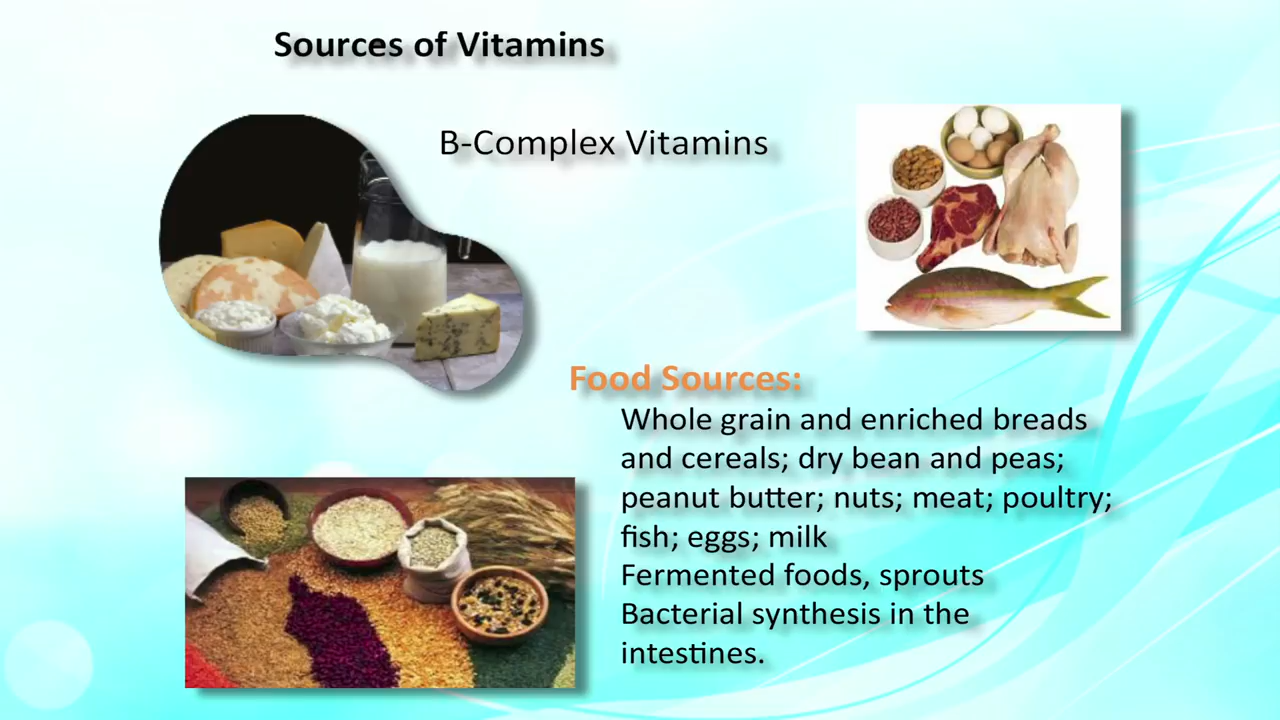 Sources of Vitamins
B-Complex Vitamins
Food Sources:
Whole grain and enriched breads
and cereals; dry bean and peas;
peanut butter; nuts; meat; poultry;
fish; eggs; milk
Fermented foods, sprouts
Bacterial synthesis in the
intestines.